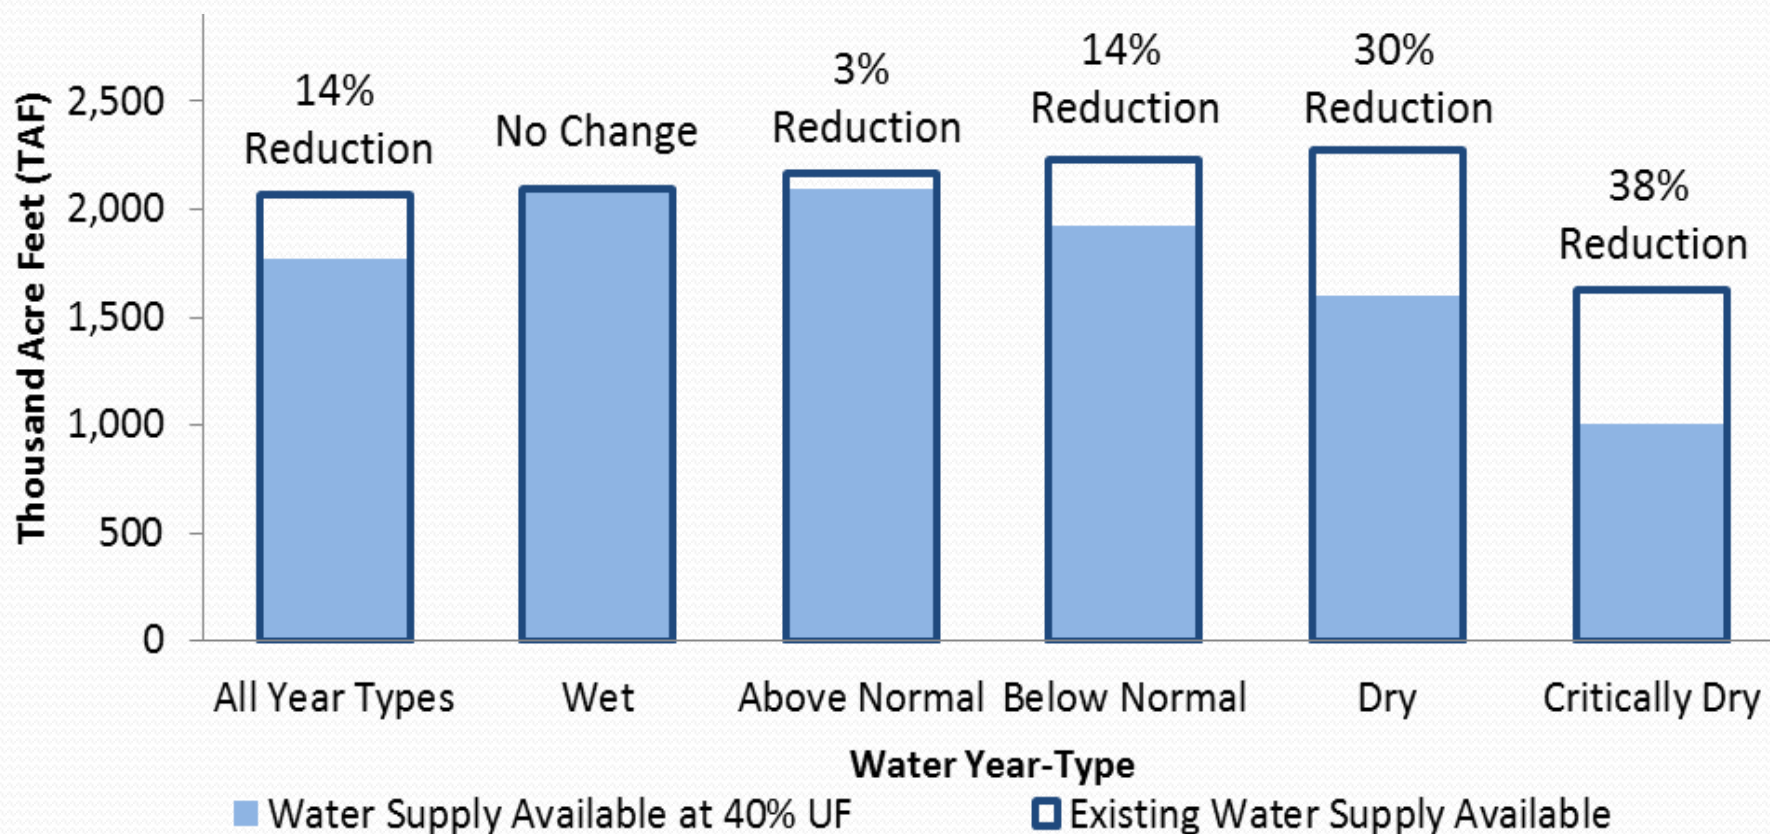 Thousand Acre Feet (TAF)
2,500
2,000
1,500
1,000
500
0
14%
Reduction
No Change
3%
Reduction
14%
Reduction
30%
Reduction
38%
Reduction
All Year Types
Wet
Above Normal
Below Normal
Dry
Critically Dry
Water Year-Type
Water Supply Available at 40% UF
Existing Water Supply Available